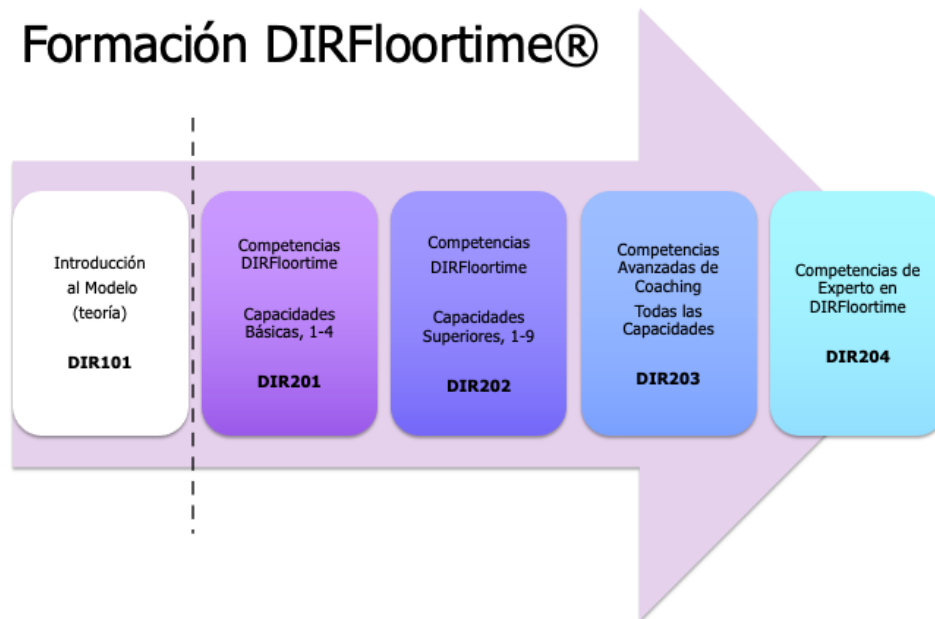 Formación DIRFloortime®
Introducción
al Modelo
(teoría)
DIR101
Competencias
DIRFloortime
Capacidades
Básicas, 1-4
DIR201
Competencias
DIRFloortime
Capacidades
Superiores, 1-9
DIR202
Competencias
Avanzadas de
Coaching
Todas las
Capacidades
DIR203
Competencias de
Experto en
DIRFloortime
DIR204